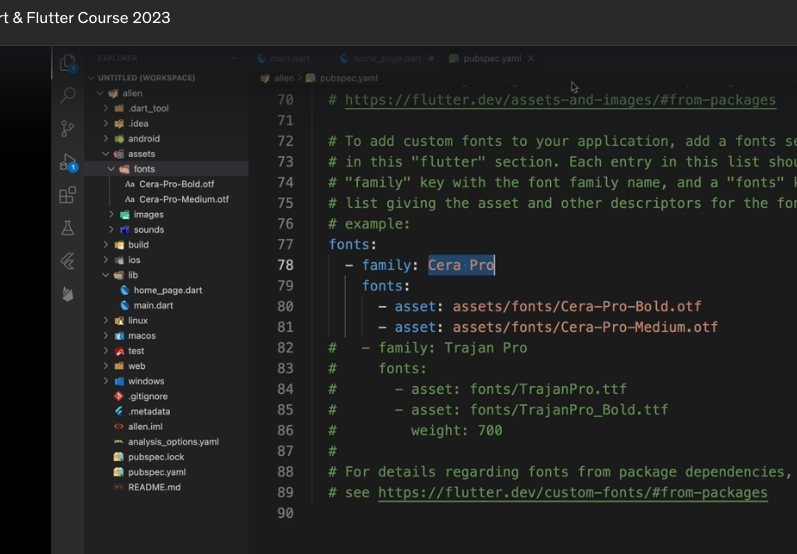 rt & Flutter Course 2023
EXPLORER
main.dart
home_page.dart
pubspec.yaml
UNTITLED (WORKSPACE)
allen
.dart_tool
.idea
android
assets
fonts
Aa Cera-Pro-Bold.otf
Aa Cera-Pro-Medium.otf
images
sounds
build
ios
lib
home_page.dart
main.dart
linux
macos
test
web
windows
.gitignore
.metadata
allen.iml
analysis_options.yaml
pubspec.lock
pubspec.yaml
README.md
allen > pubspec.yaml
70 # https://flutter.dev/assets-and-images/#from-packages
71
72 # To add custom fonts to your application, add a fonts se
73 # in this "flutter" section. Each entry in this list shou
74 # "family" key with the font family name, and a "fonts" k
75 # list giving the asset and other descriptors for the fon
76 # example:
77 fonts:
78 - family: Cera Pro
79 fonts:
80 - asset: assets/fonts/Cera-Pro-Bold.otf
81 - asset: assets/fonts/Cera-Pro-Medium.otf
82 # - family: Trajan Pro
83 # fonts:
84 # - asset: fonts/TrajanPro.ttf
85 # - asset: fonts/TrajanPro_Bold.ttf
86 # weight: 700
87 #
88 # For details regarding fonts from package dependencies,
89 # see https://flutter.dev/custom-fonts/#from-packages
90